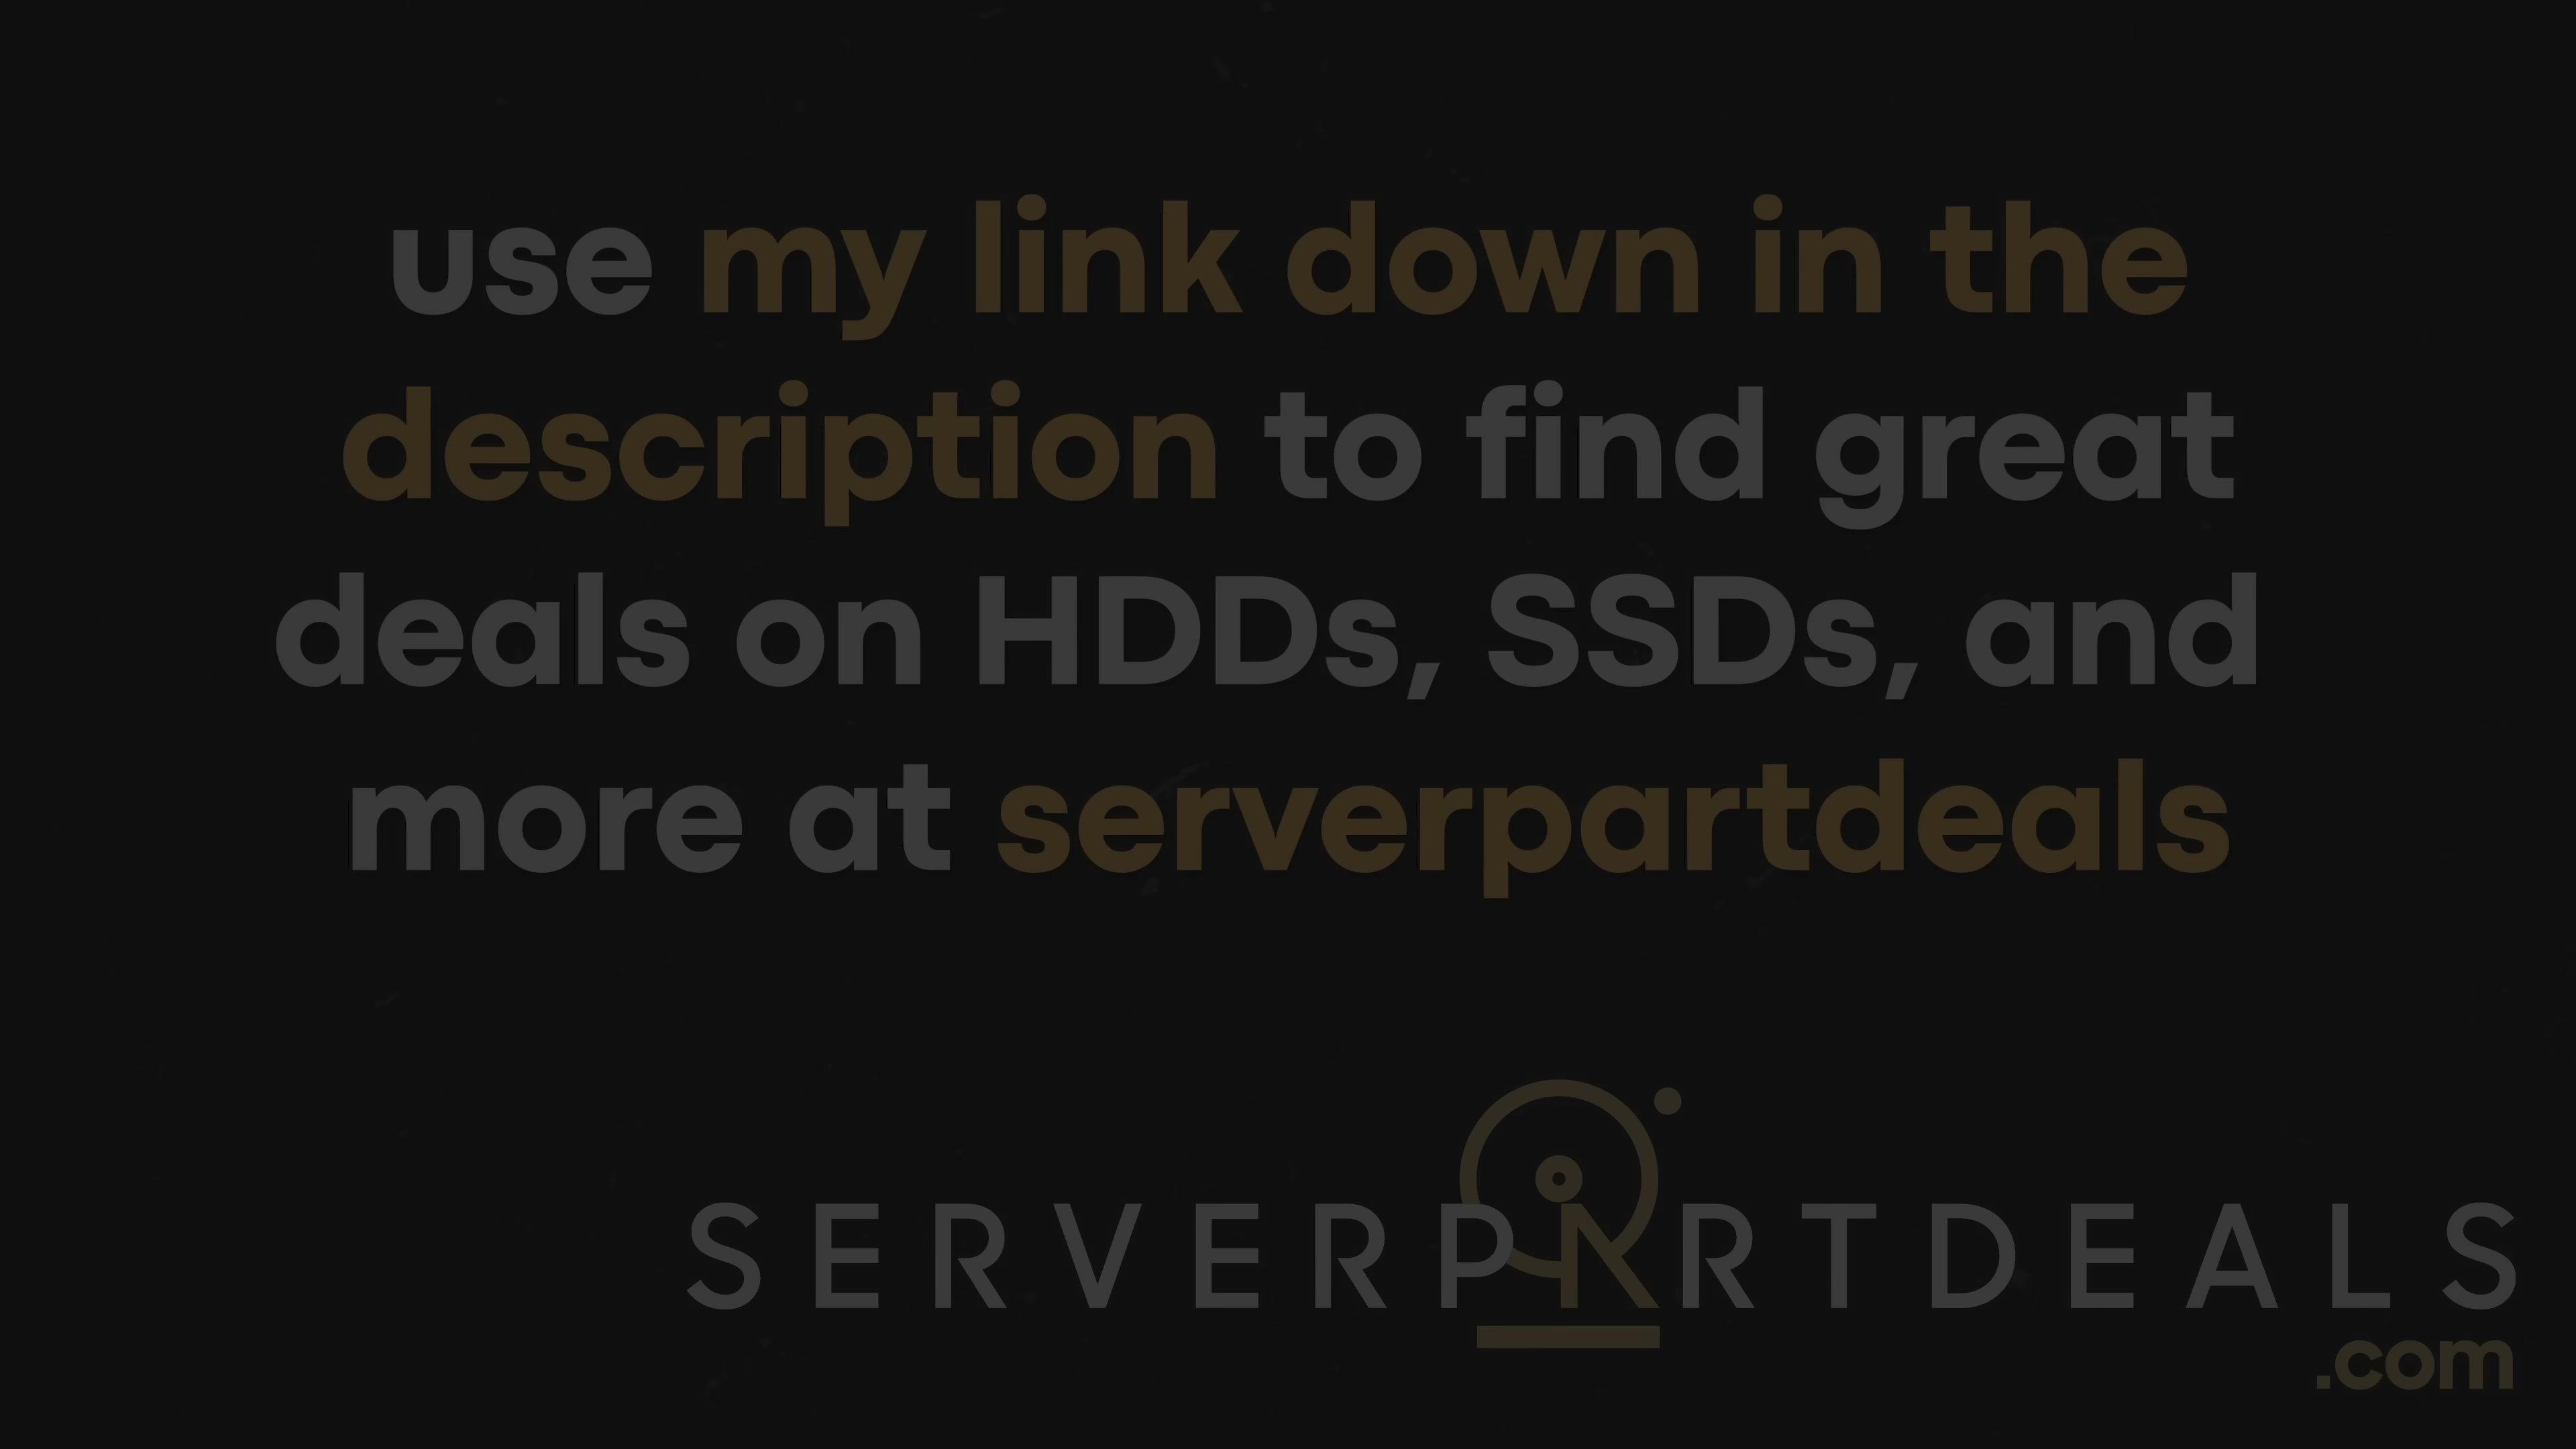 use my link down in the
description to find great
deals on HDDs, SSDs, and
more at serverpartdeals
SERVERPARTDEALS
.com